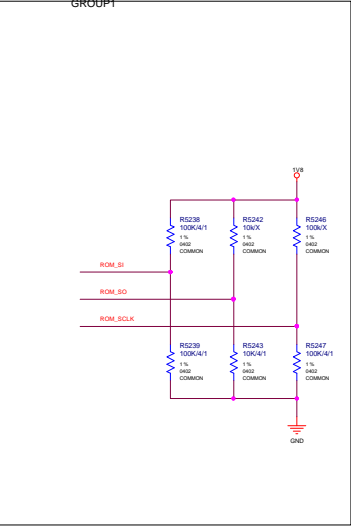 GROUP1
1V8
R5238
100K/4/1
1 %
0402
COMMON
R5242
10k/X
1 %
0402
COMMON
R5246
100k/X
1 %
0402
COMMON
ROM_SI
ROM_SO
ROM_SCLK
R5239
100K/4/1
1 %
0402
COMMON
R5243
10K/4/1
1 %
0402
COMMON
R5247
100K/4/1
1 %
0402
COMMON
GND